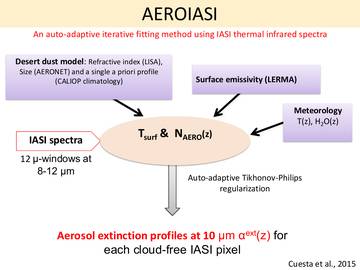 AEROIASI
An auto-adaptive iterative fitting method using IASI thermal infrared spectra
Desert dust model: Refractive index (LISA),
Size (AERONET) and a single a priori profile
(CALIOP climatology)
Surface emissivity (LERMA)
Meteorology
T(z), H2O(z)
IASI spectra
12 μ-windows at
8-12 μm
Tsurf & NAERO(z)
Auto-adaptive Tikhonov-Philips
regularization
Aerosol extinction profiles at 10 μm αext(z) for
each cloud-free IASI pixel
Cuesta et al., 2015